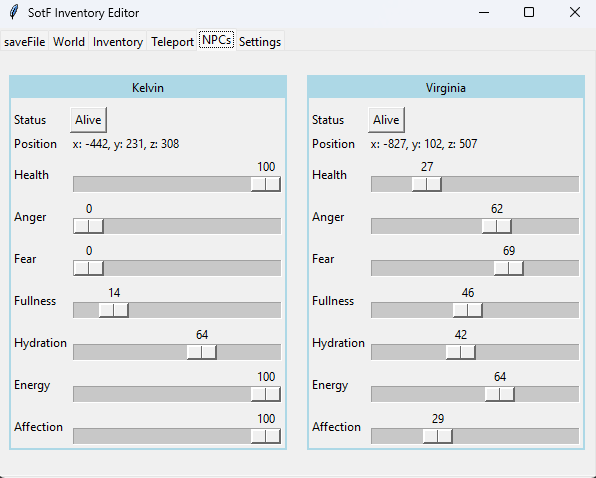 SotF Inventory Editor
saveFile World Inventory Teleport NPCs Settings
Kelvin
Status Alive
Position x: -442, y: 231, z: 308
Health 100
Anger 0
Fear 0
Fullness 14
Hydration 64
Energy 100
Affection 100
Virginia
Status Alive
Position x: -827, y: 102, z: 507
Health 27
Anger 62
Fear 69
Fullness 46
Hydration 42
Energy 64
Affection 29